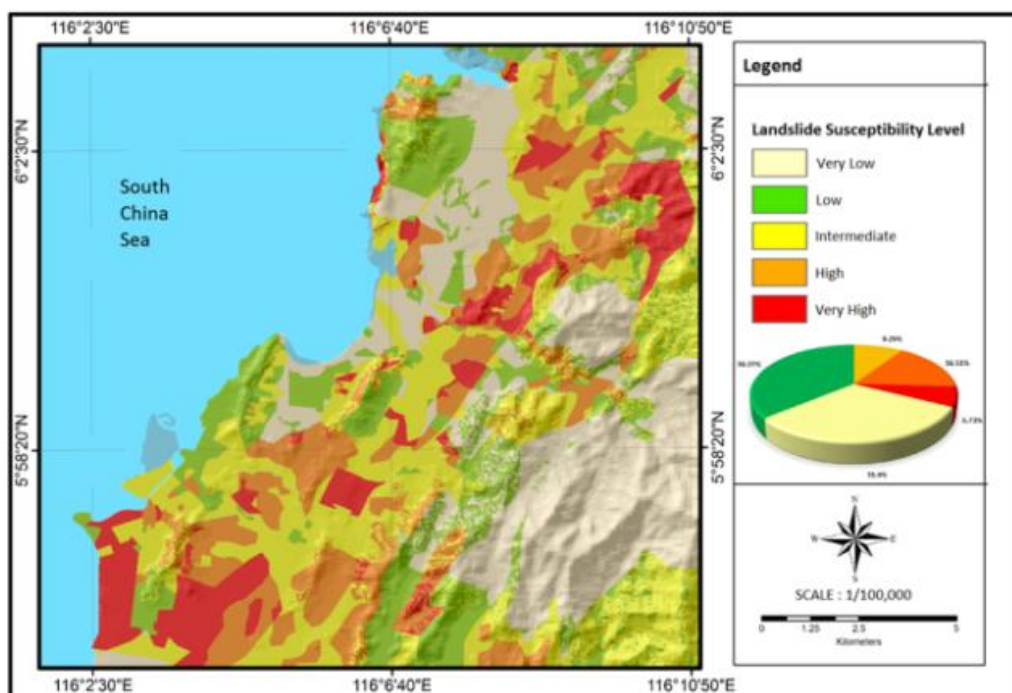 116°2'30"E 116°6'40"E 116°10'50"E
6°2'30"N
6°2'30"N
South
China
Sea
5°58'20"N
5°58'20"N
116°2'30"E 116°6'40"E 116°10'50"E
Legend
Landslide Susceptibility Level
Very Low
Low
Intermediate
High
Very High
N
W E
S
SCALE : 1/100,000
0 1.25 2.5 5
Kilometers